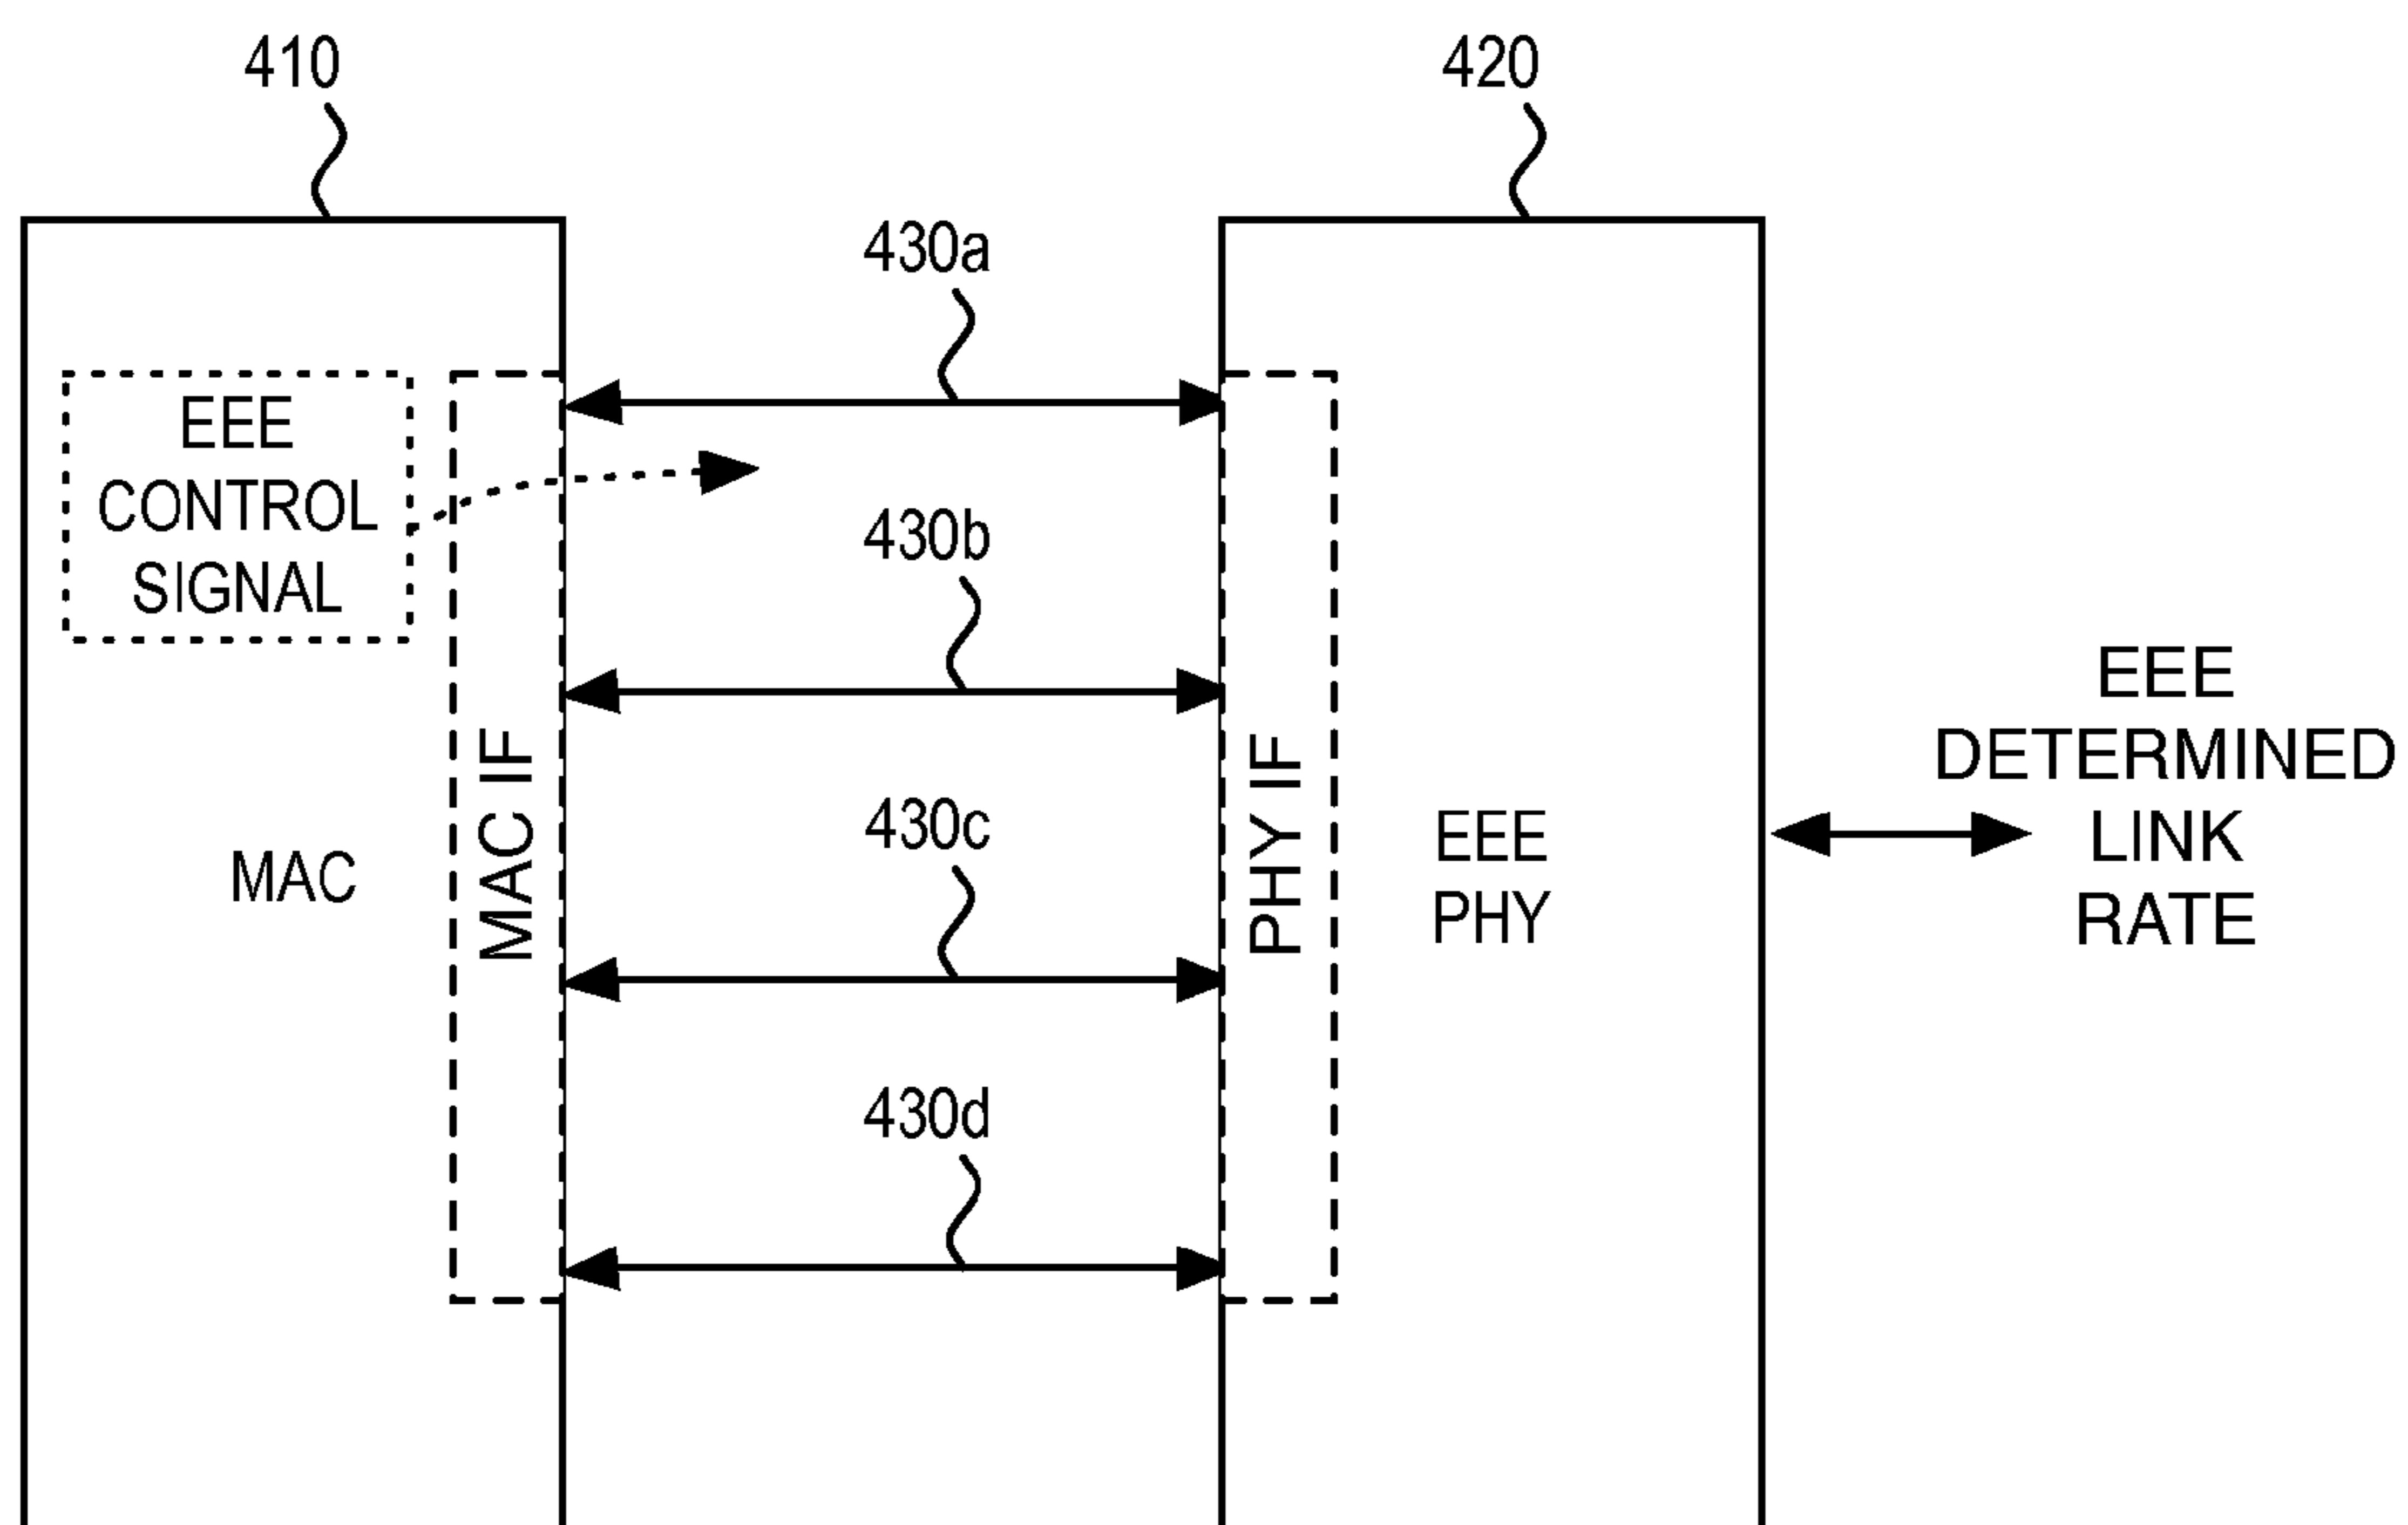 410
420
430a
EEE
CONTROL
SIGNAL
430b
MAC IF
PHY IF
430c
MAC
EEE
PHY
EEE
DETERMINED
LINK
RATE
430d